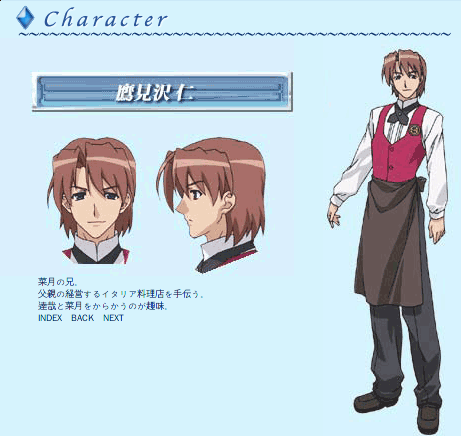 Character
鷹見沢 仁
菜月の兄。
父親の経営するイタリア料理店を手伝う。
達哉と菜月をからかうのが趣味。
INDEX BACK NEXT